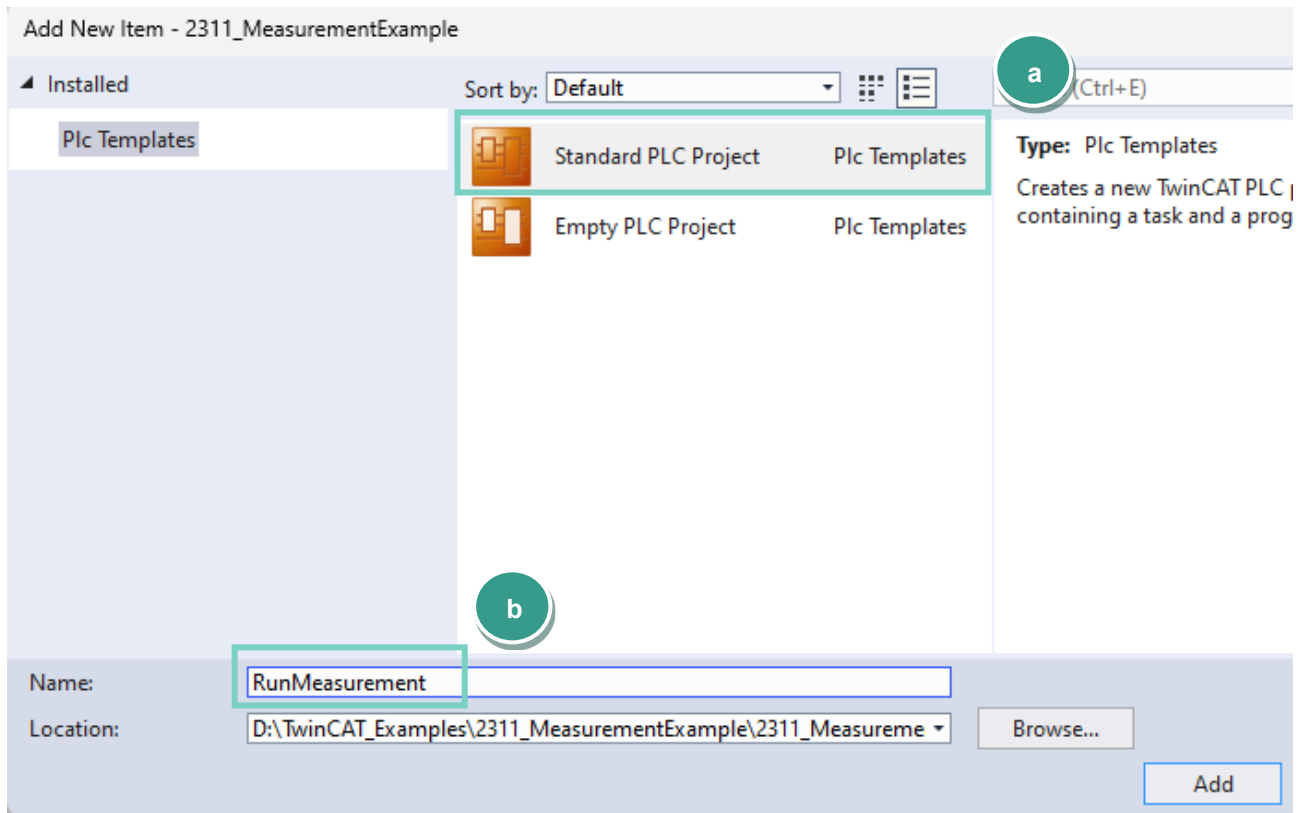 Add New Item - 2311_MeasurementExample
Installed
Sort by: Default
a
(Ctrl+E)
Plc Templates
Standard PLC Project Plc Templates
Empty PLC Project Plc Templates
Type: Plc Templates
Creates a new TwinCAT PLC
containing a task and a prog
b
Name: RunMeasurement
Location: D:\TwinCAT_Examples\2311_MeasurementExample\2311_Measureme
Browse...
Add